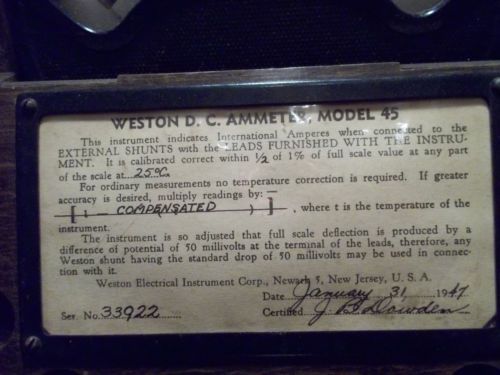 WESTON D. C. AMMETER, MODEL 45
This instrument indicates International Amperes when connected to the
EXTERNAL SHUNTS with the LEADS FURNISHED WITH THE INSTRU-
MENT. It is calibrated correct within ½ of 1% of full scale value at any part
of the scale at 25°C.
For ordinary measurements no temperature correction is required. If greater
accuracy is desired, multiply readings by:—
[ 1 - COMPENSATED ) ] , where t is the temperature of the
instrument.
The instrument is so adjusted that full scale deflection is produced by a
difference of potential of 50 millivolts at the terminal of the leads, therefore, any
Weston shunt having the standard drop of 50 millivolts may be used in connec-
tion with it.
Weston Electrical Instrument Corp., Newark 5, New Jersey, U. S. A.
Date January 31, 1947
Ser. No. 33922 Certified J. B. Dowden